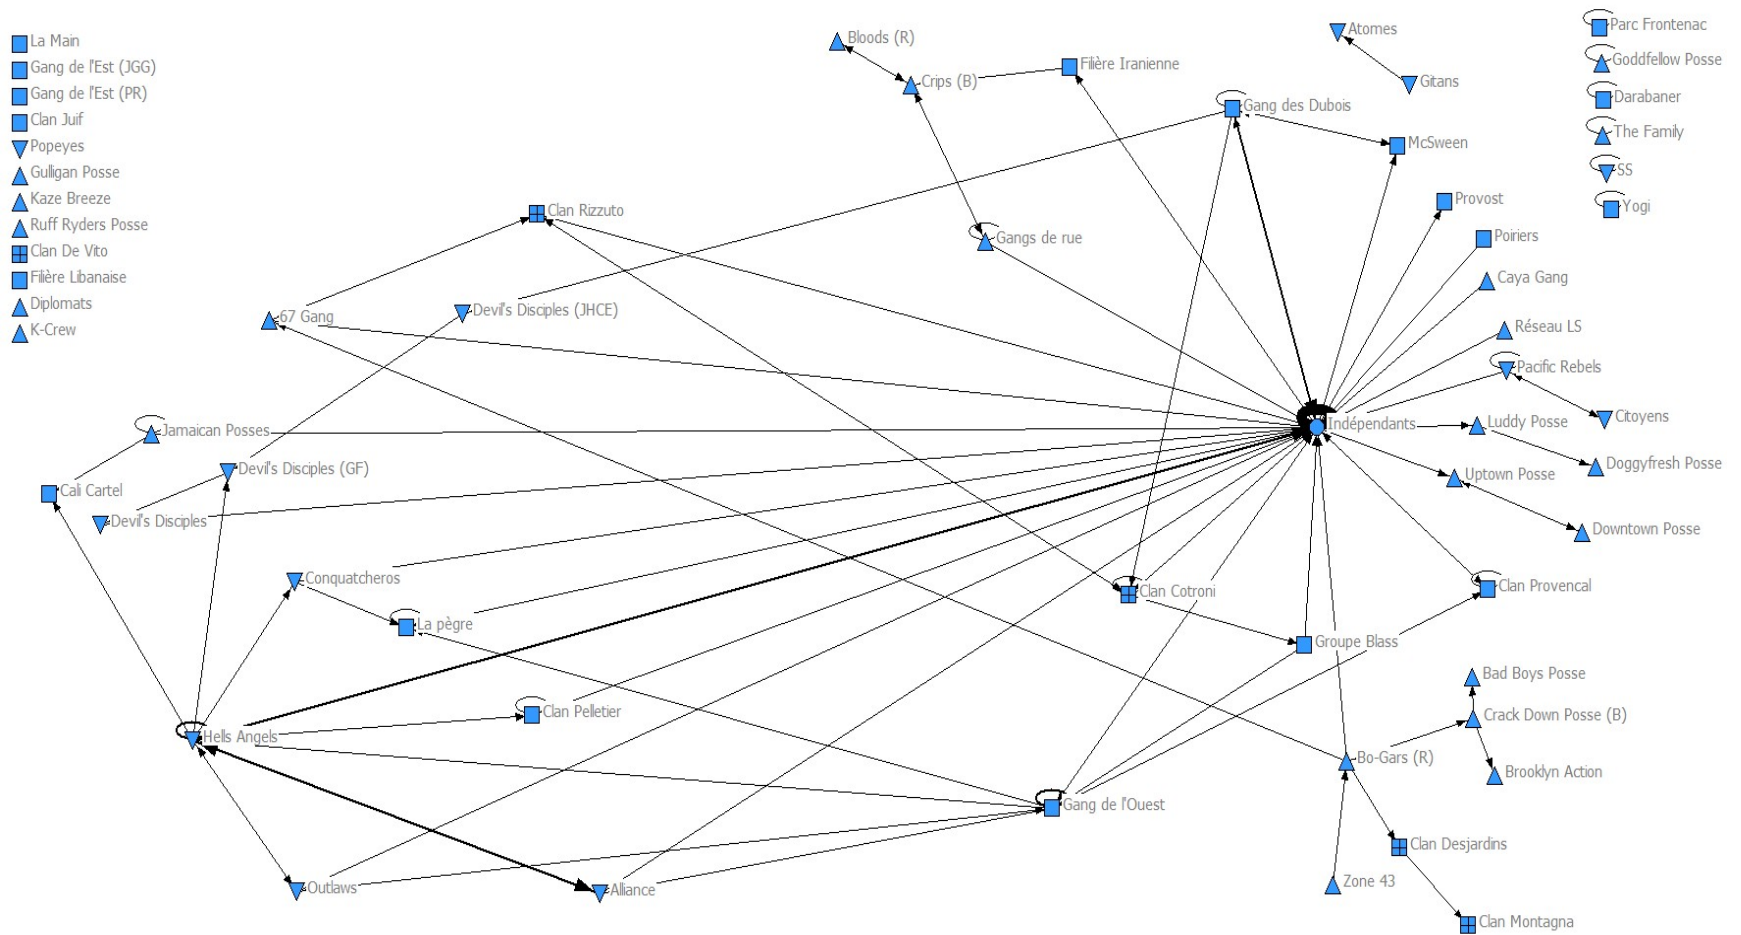 La Main
Gang de l'Est (JGG)
Gang de l'Est (PR)
Clan Juif
Popeyes
Gulligan Posse
Kaze Breeze
Ruff Ryders Posse
Clan De Vito
Filière Libanaise
Diplomats
K-Crew
Bloods (R)
Crips (B)
Filière Iranienne
Atomes
Gitans
Gang des Dubois
McSween
Parc Frontenac
Goddfellow Posse
Darabaner
The Family
SS
Yogi
Clan Rizzuto
Gangs de rue
Provost
Poiriers
Caya Gang
67 Gang
Devil's Disciples (JHCE)
Réseau LS
Pacific Rebels
Jamaican Posses
Indépendants
Luddy Posse
Citoyens
Devil's Disciples (GF)
Cali Cartel
Devil's Disciples
Uptown Posse
Doggyfresh Posse
Downtown Posse
Conquatcheros
La pègre
Clan Cotroni
Clan Provencal
Groupe Blass
Clan Pelletier
Hells Angels
Bad Boys Posse
Crack Down Posse (B)
Bo-Gars (R)
Brooklyn Action
Gang de l'Ouest
Clan Desjardins
Outlaws
Alliance
Zone 43
Clan Montagna